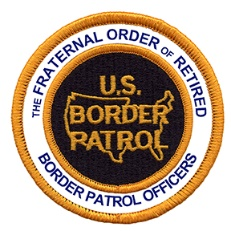 THE FRATERNAL ORDER OF RETIRED
U.S.
BORDER
PATROL
BORDER PATROL OFFICERS